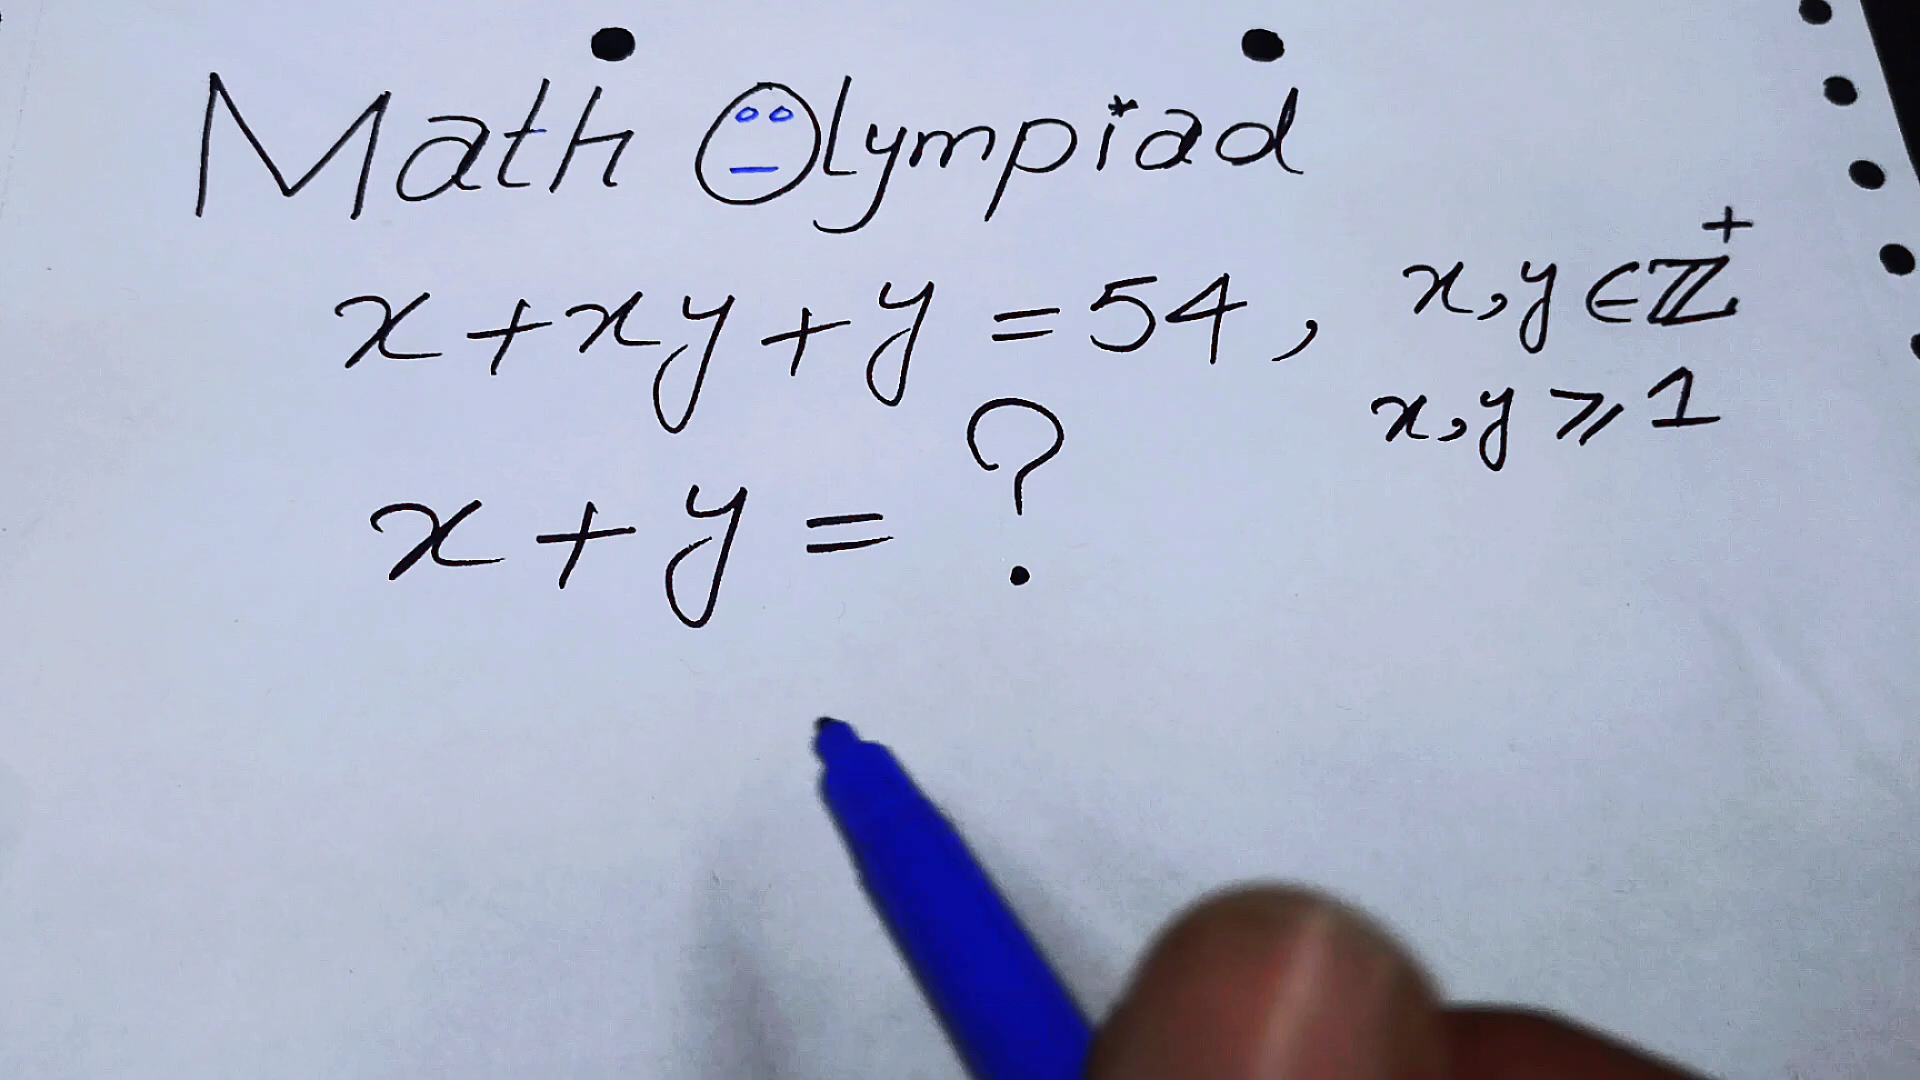 Math Olympiad
x + xy + y = 54, x, y ∈ ℤ⁺
x, y ⩾ 1
x + y = ?